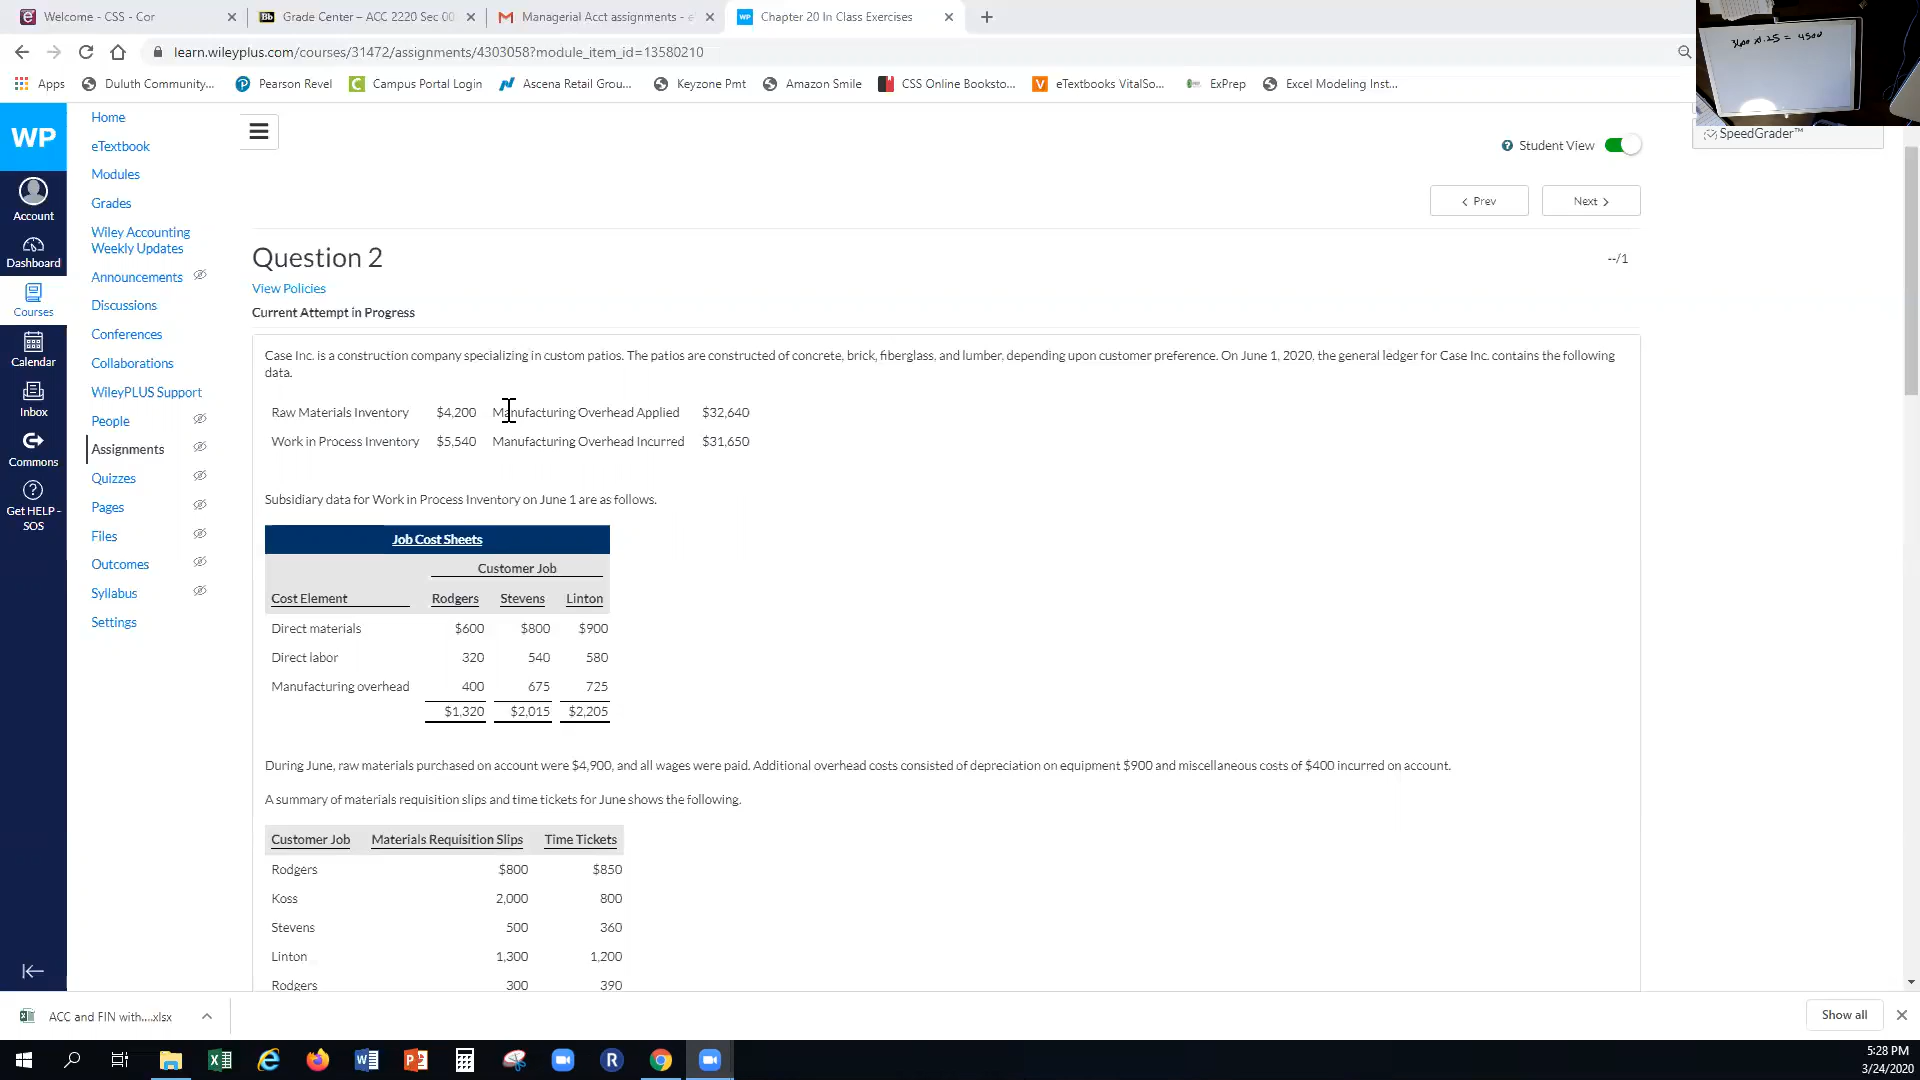 Welcome - CSS - Cor
Grade Center – ACC 2220 Sec 00
Managerial Acct assignments - e
Chapter 20 In Class Exercises
learn.wileyplus.com/courses/31472/assignments/4303058?module_item_id=13580210
Apps
Duluth Community...
Pearson Revel
Campus Portal Login
Ascena Retail Grou...
Keyzone Pmt
Amazon Smile
CSS Online Booksto...
eTextbooks VitalSo...
ExPrep
Excel Modeling Inst...
WP
Account
Dashboard
Courses
Calendar
Inbox
Commons
Get HELP -
SOS
Home
eTextbook
Modules
Grades
Wiley Accounting
Weekly Updates
Announcements
Discussions
Conferences
Collaborations
WileyPLUS Support
People
Assignments
Quizzes
Pages
Files
Outcomes
Syllabus
Settings
Student View
SpeedGrader™
< Prev
Next >
Question 2
--/1
View Policies
Current Attempt in Progress
Case Inc. is a construction company specializing in custom patios. The patios are constructed of concrete, brick, fiberglass, and lumber, depending upon customer preference. On June 1, 2020, the general ledger for Case Inc. contains the following
data.
Raw Materials Inventory $4,200 Manufacturing Overhead Applied $32,640
Work in Process Inventory $5,540 Manufacturing Overhead Incurred $31,650
Subsidiary data for Work in Process Inventory on June 1 are as follows.
Job Cost Sheets
Customer Job
Cost Element Rodgers Stevens Linton
Direct materials $600 $800 $900
Direct labor 320 540 580
Manufacturing overhead 400 675 725
$1,320 $2,015 $2,205
During June, raw materials purchased on account were $4,900, and all wages were paid. Additional overhead costs consisted of depreciation on equipment $900 and miscellaneous costs of $400 incurred on account.
A summary of materials requisition slips and time tickets for June shows the following.
Customer Job Materials Requisition Slips Time Tickets
Rodgers $800 $850
Koss 2,000 800
Stevens 500 360
Linton 1,300 1,200
Rodgers 300 390
ACC and FIN with....xlsx
Show all
5:28 PM
3/24/2020